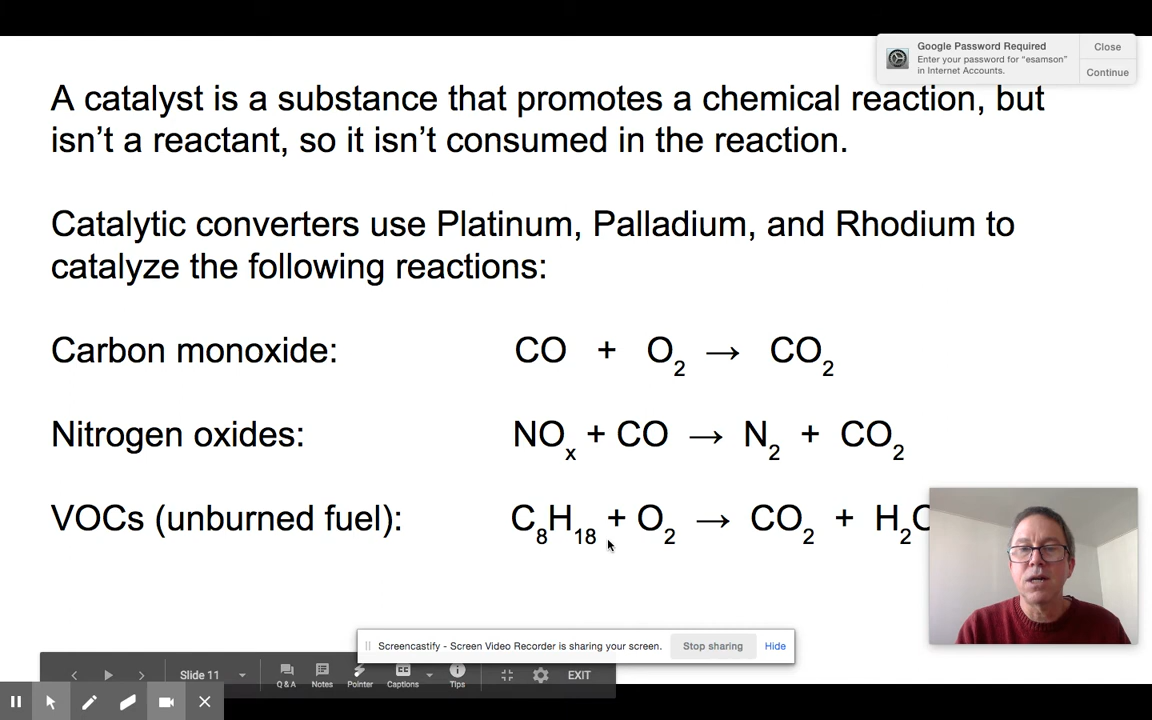 Google Password Required
Enter your password for "esamson"
in Internet Accounts.
Close
Continue
A catalyst is a substance that promotes a chemical reaction, but
isn't a reactant, so it isn't consumed in the reaction.
Catalytic converters use Platinum, Palladium, and Rhodium to
catalyze the following reactions:
Carbon monoxide: CO + O₂ → CO₂
Nitrogen oxides: NOₓ + CO → N₂ + CO₂
VOCs (unburned fuel): C₈H₁₈ + O₂ → CO₂ + H₂O
Screencastify - Screen Video Recorder is sharing your screen.
Stop sharing
Hide
Slide 11
Q & A
Notes
Pointer
Captions
Tips
EXIT